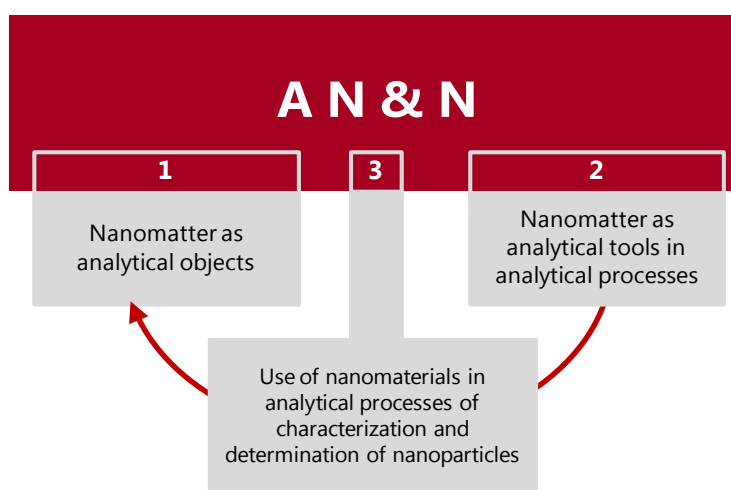 A N & N
1
Nanomatter as
analytical objects
3
2
Nanomatter as
analytical tools in
analytical processes
Use of nanomaterials in
analytical processes of
characterization and
determination of nanoparticles